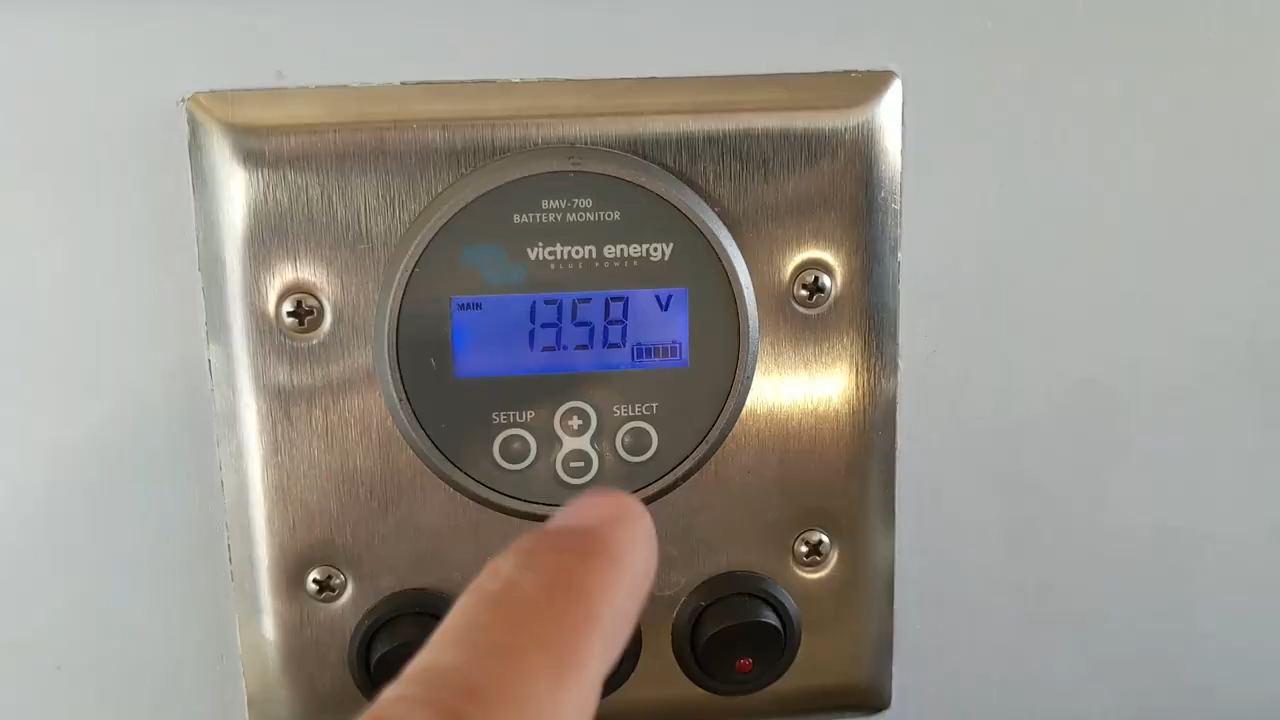 BMV-700
BATTERY MONITOR
victron energy
BLUE POWER
MAIN 13.58 V
SETUP + SELECT
−